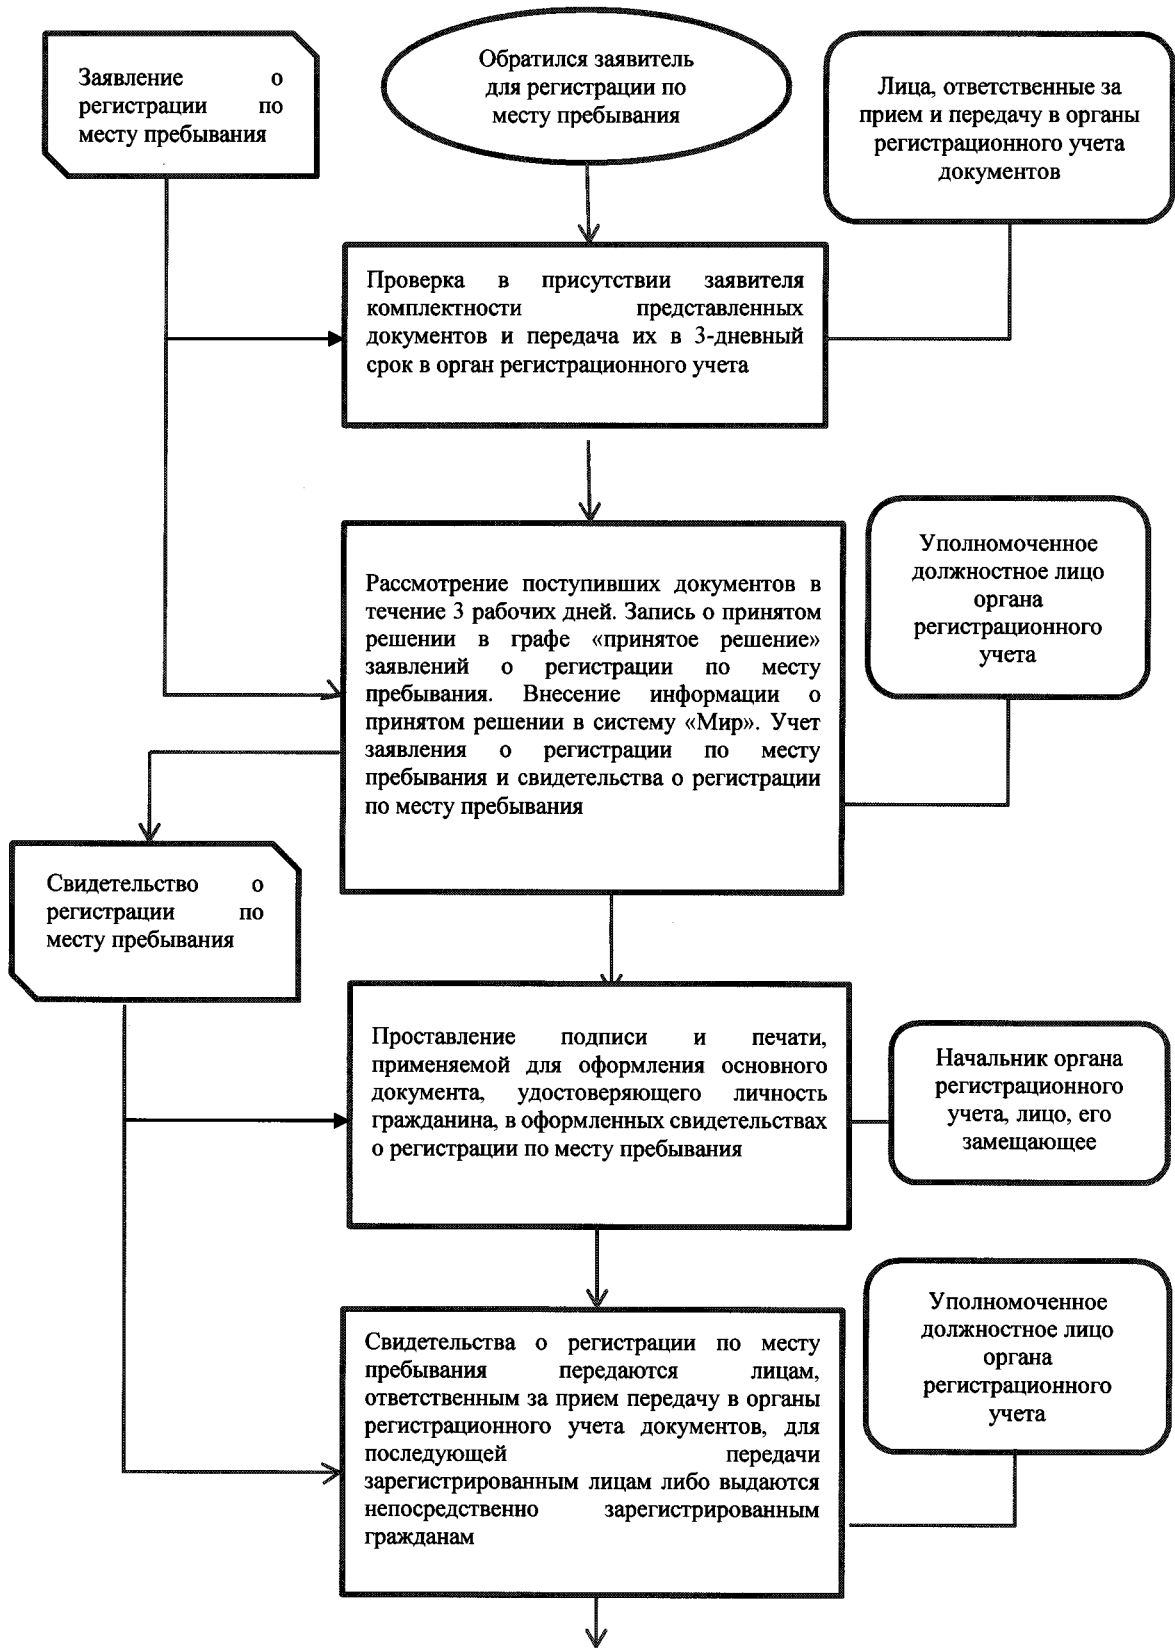 Заявление о
регистрации по
месту пребывания
Обратился заявитель
для регистрации по
месту пребывания
Лица, ответственные за
прием и передачу в органы
регистрационного учета
документов
Проверка в присутствии заявителя
комплектности представленных
документов и передача их в 3-дневный
срок в орган регистрационного учета
Рассмотрение поступивших документов в
течение 3 рабочих дней. Запись о принятом
решении в графе «принятое решение»
заявлений о регистрации по месту
пребывания. Внесение информации о
принятом решении в систему «Мир». Учет
заявления о регистрации по месту
пребывания и свидетельства о регистрации
по месту пребывания
Уполномоченное
должностное лицо
органа
регистрационного
учета
Свидетельство о
регистрации по
месту пребывания
Проставление подписи и печати,
применяемой для оформления основного
документа, удостоверяющего личность
гражданина, в оформленных свидетельствах
о регистрации по месту пребывания
Начальник органа
регистрационного
учета, лицо, его
замещающее
Свидетельства о регистрации по месту
пребывания передаются лицам,
ответственным за прием передачу в органы
регистрационного учета документов, для
последующей передачи
зарегистрированным лицам либо выдаются
непосредственно зарегистрированным
гражданам
Уполномоченное
должностное лицо
органа
регистрационного
учета